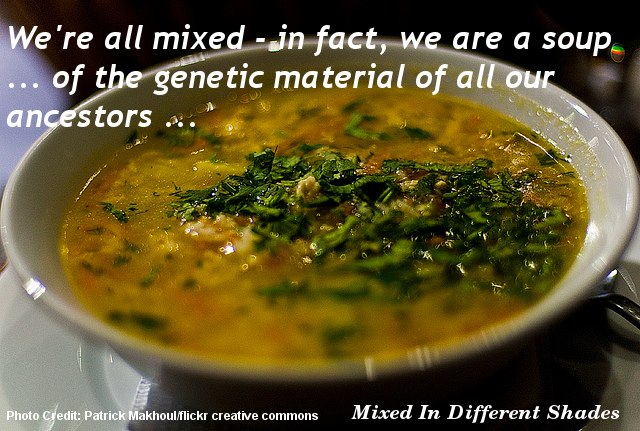 We're all mixed - in fact, we are a soup
... of the genetic material of all our
ancestors ...
Photo Credit: Patrick Makhoul/flickr creative commons
Mixed In Different Shades